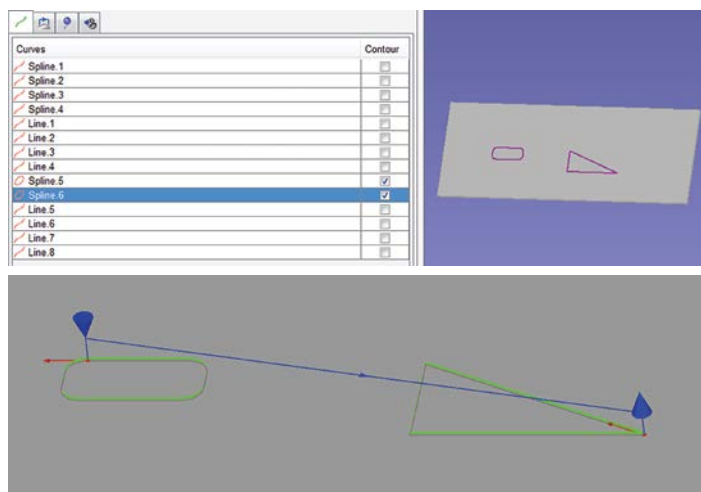 Curves Contour
Spline.1
Spline.2
Spline.3
Spline.4
Line.1
Line.2
Line.3
Line.4
Spline.5
Spline.6
Line.5
Line.6
Line.7
Line.8